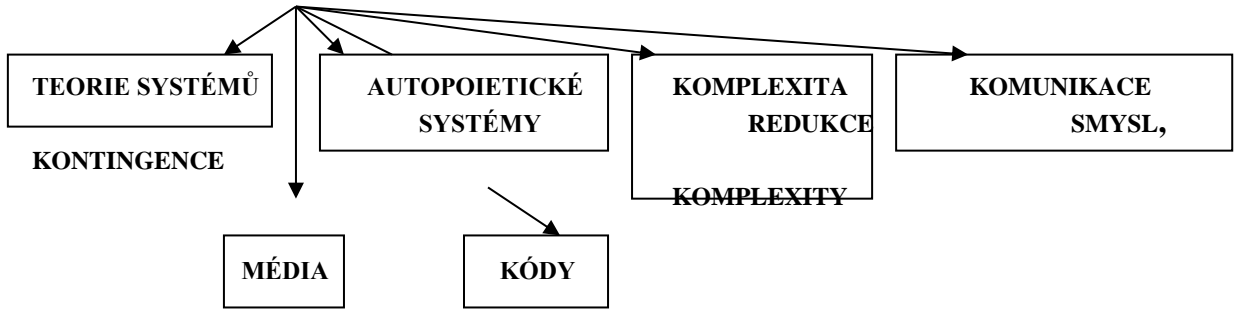 TEORIE SYSTÉMŮ AUTOPOIETICKÉ KOMPLEXITA KOMUNIKACE
SYSTÉMY REDUKCE SMYSL,
KONTINGENCE
KOMPLEXITY
MÉDIA KÓDY